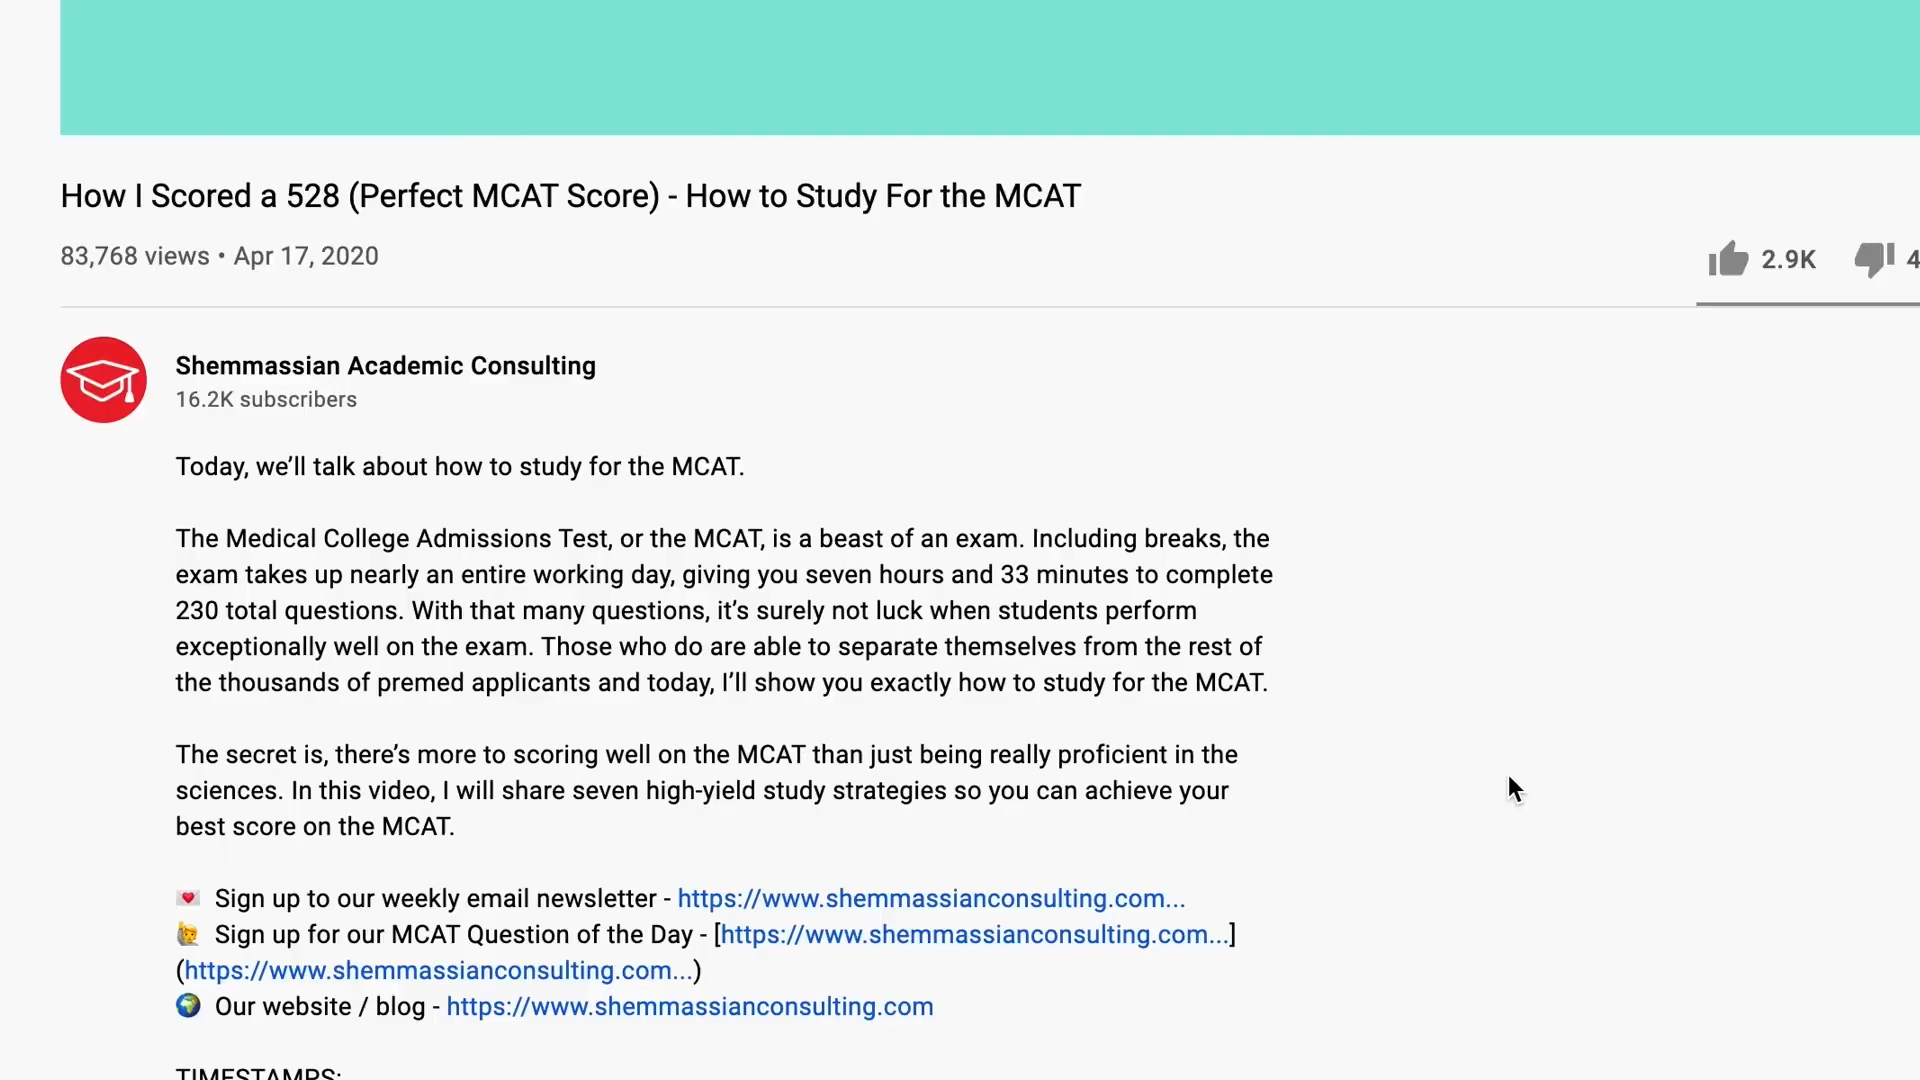 How I Scored a 528 (Perfect MCAT Score) - How to Study For the MCAT
83,768 views • Apr 17, 2020
2.9K
4
Shemmassian Academic Consulting
16.2K subscribers
Today, we’ll talk about how to study for the MCAT.
The Medical College Admissions Test, or the MCAT, is a beast of an exam. Including breaks, the
exam takes up nearly an entire working day, giving you seven hours and 33 minutes to complete
230 total questions. With that many questions, it’s surely not luck when students perform
exceptionally well on the exam. Those who do are able to separate themselves from the rest of
the thousands of premed applicants and today, I’ll show you exactly how to study for the MCAT.
The secret is, there’s more to scoring well on the MCAT than just being really proficient in the
sciences. In this video, I will share seven high-yield study strategies so you can achieve your
best score on the MCAT.
💌 Sign up to our weekly email newsletter - https://www.shemmassianconsulting.com...
🙋 Sign up for our MCAT Question of the Day - [https://www.shemmassianconsulting.com...]
(https://www.shemmassianconsulting.com...)
🌍 Our website / blog - https://www.shemmassianconsulting.com
TIMESTAMPS: